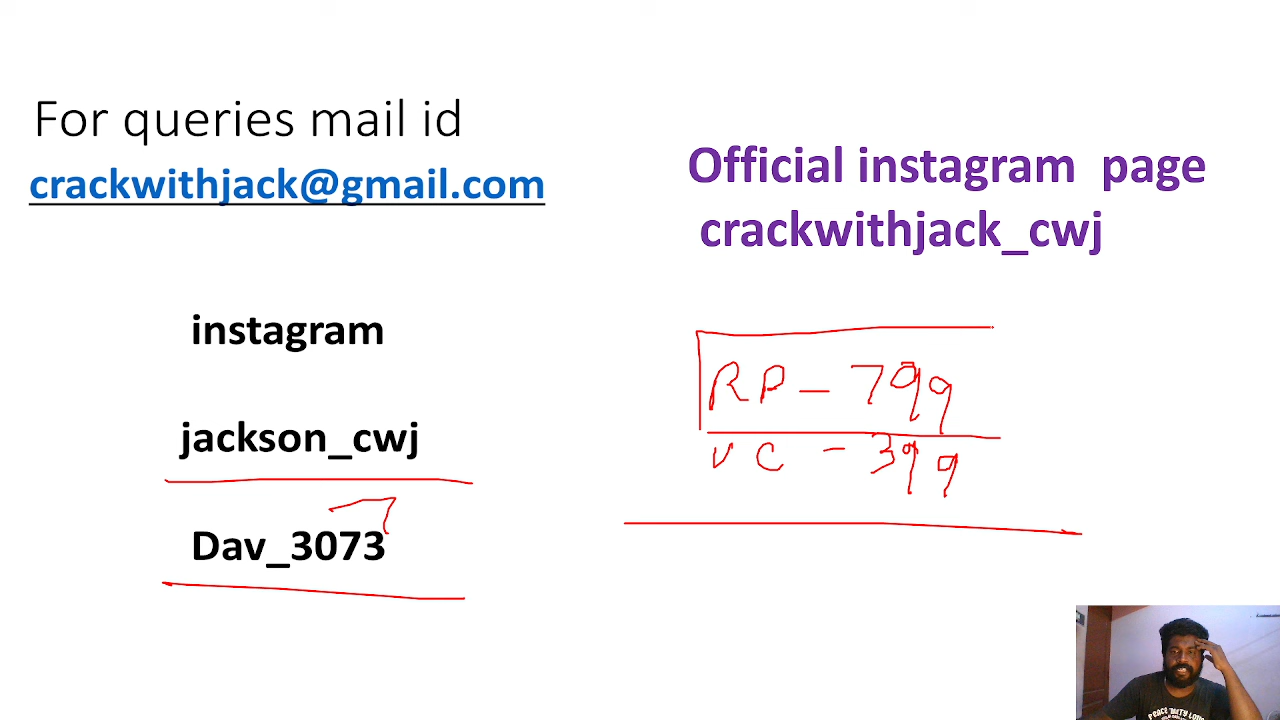 For queries mail id
crackwithjack@gmail.com
instagram
jackson_cwj
Dav_3073
Official instagram page
crackwithjack_cwj
RP - 799
VC - 399